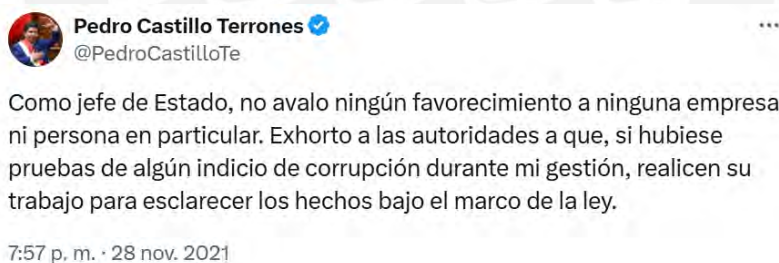 Pedro Castillo Terrones
@PedroCastilloTe
Como jefe de Estado, no avalo ningún favorecimiento a ninguna empresa
ni persona en particular. Exhorto a las autoridades a que, si hubiese
pruebas de algún indicio de corrupción durante mi gestión, realicen su
trabajo para esclarecer los hechos bajo el marco de la ley.
7:57 p. m. · 28 nov. 2021